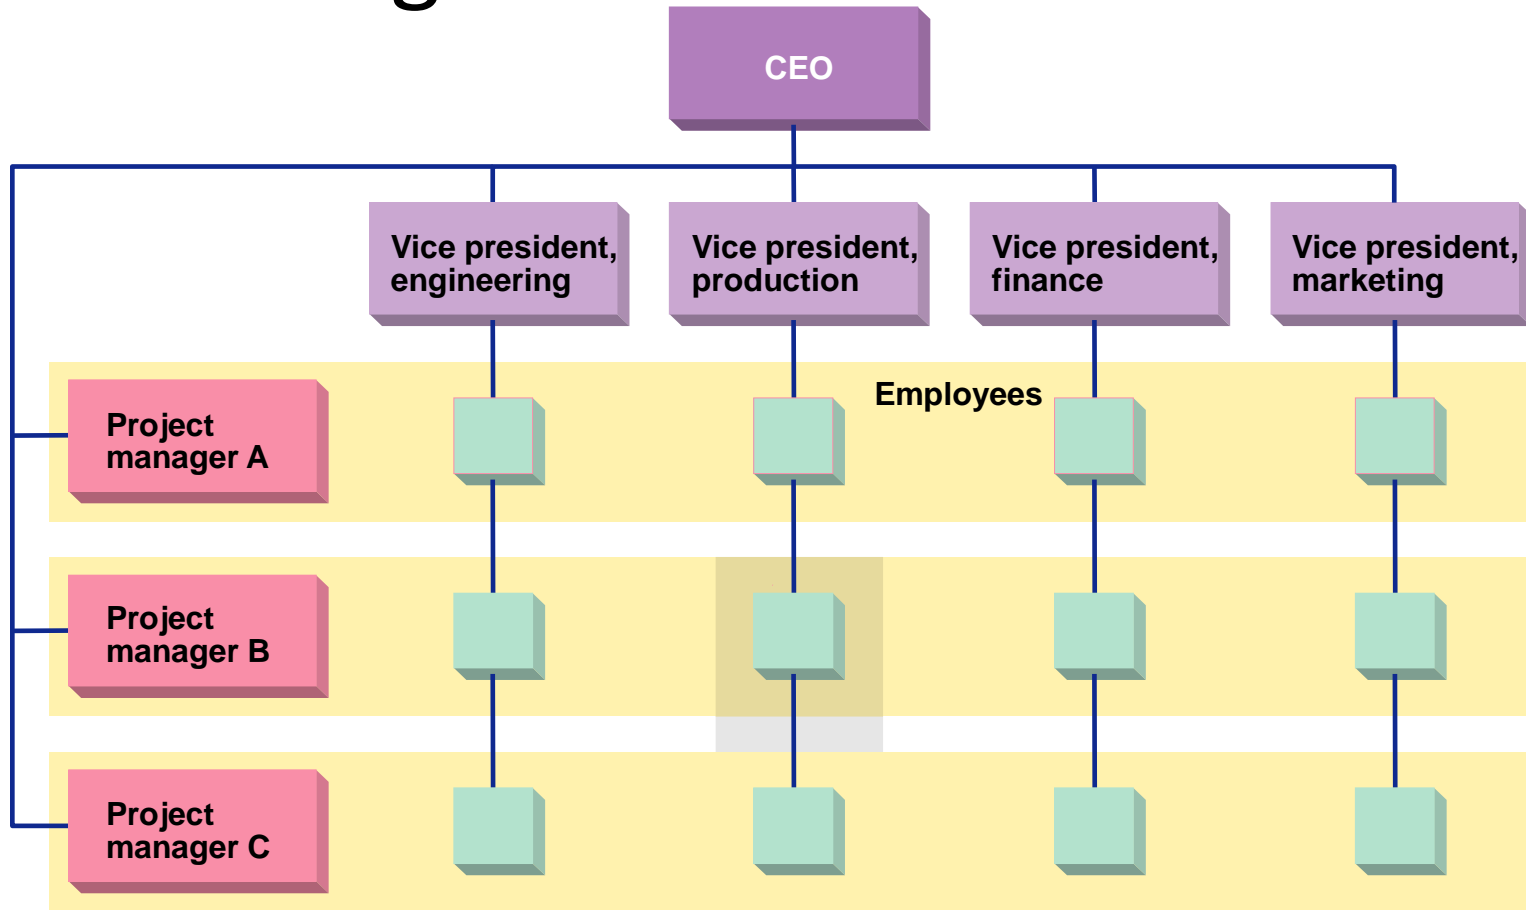 CEO
Vice president,
engineering
Vice president,
production
Vice president,
finance
Vice president,
marketing
Employees
Project
manager A
Project
manager B
Project
manager C